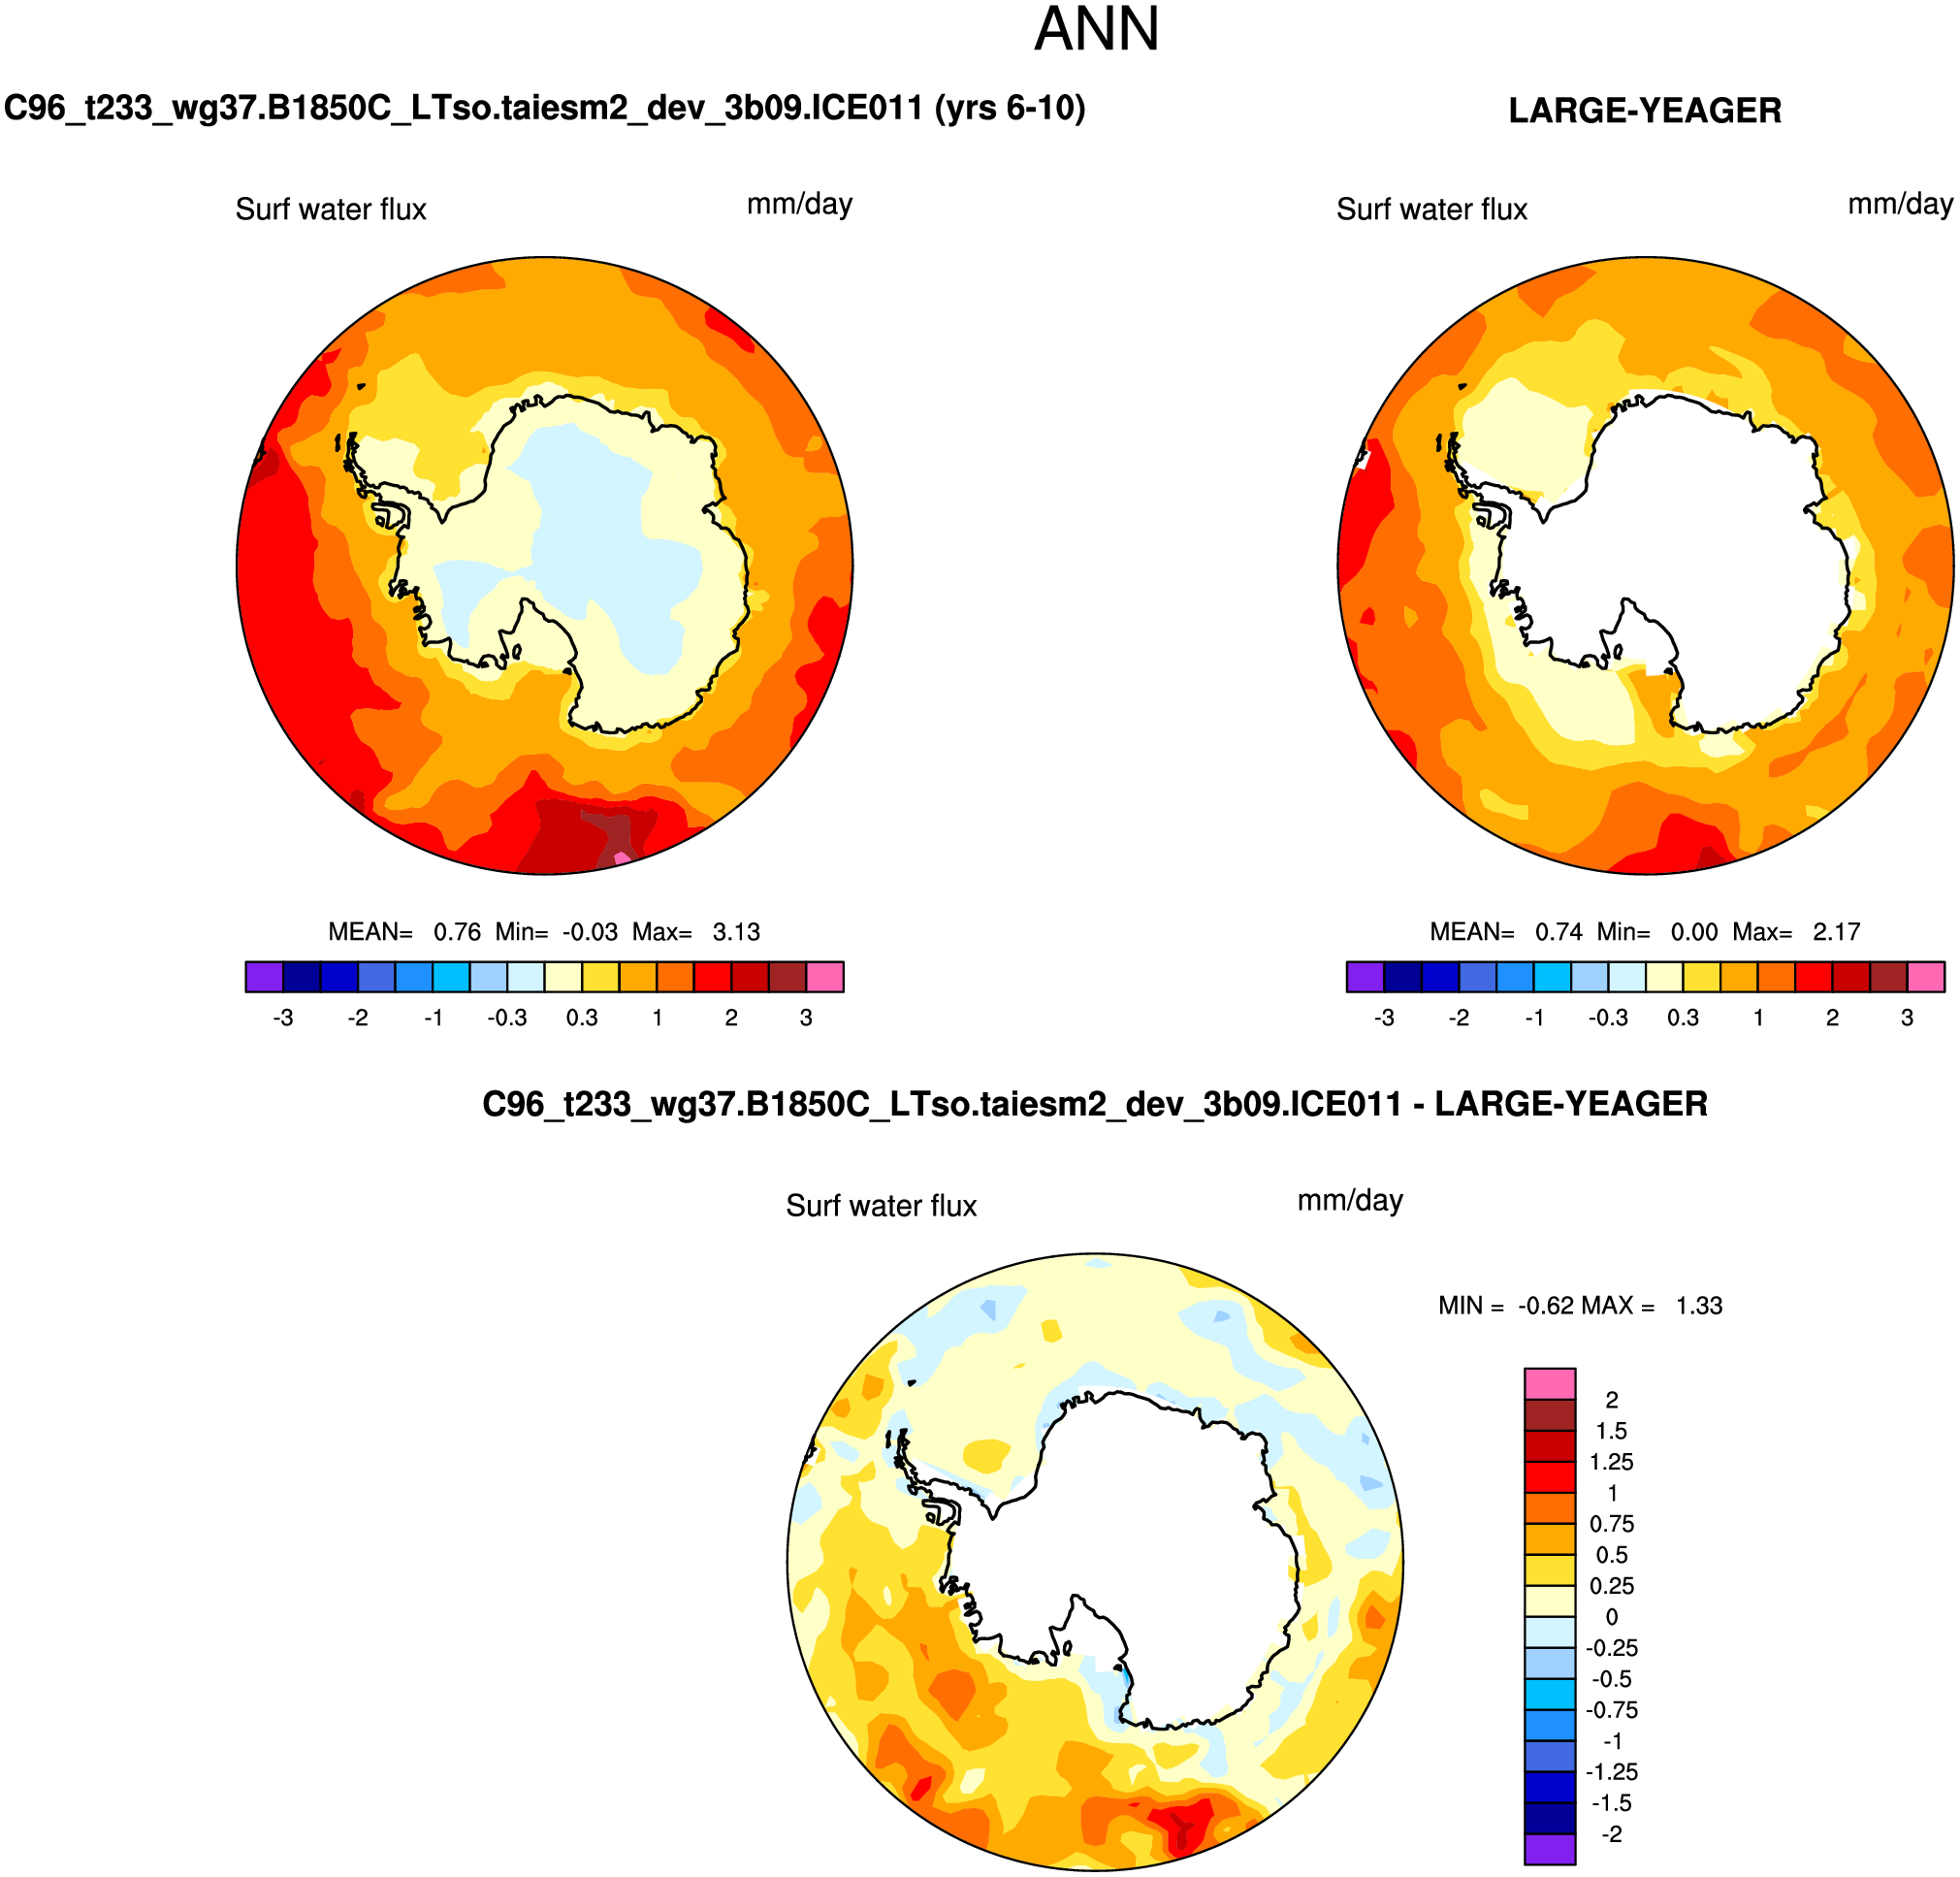 ANN
C96_t233_wg37.B1850C_LTso.taiesm2_dev_3b09.ICE011 (yrs 6-10)
LARGE-YEAGER
Surf water flux mm/day
Surf water flux mm/day
MEAN= 0.76 Min= -0.03 Max= 3.13
-3 -2 -1 -0.3 0.3 1 2 3
MEAN= 0.74 Min= 0.00 Max= 2.17
-3 -2 -1 -0.3 0.3 1 2 3
C96_t233_wg37.B1850C_LTso.taiesm2_dev_3b09.ICE011 - LARGE-YEAGER
Surf water flux mm/day
MIN = -0.62 MAX = 1.33
2
1.5
1.25
1
0.75
0.5
0.25
0
-0.25
-0.5
-0.75
-1
-1.25
-1.5
-2